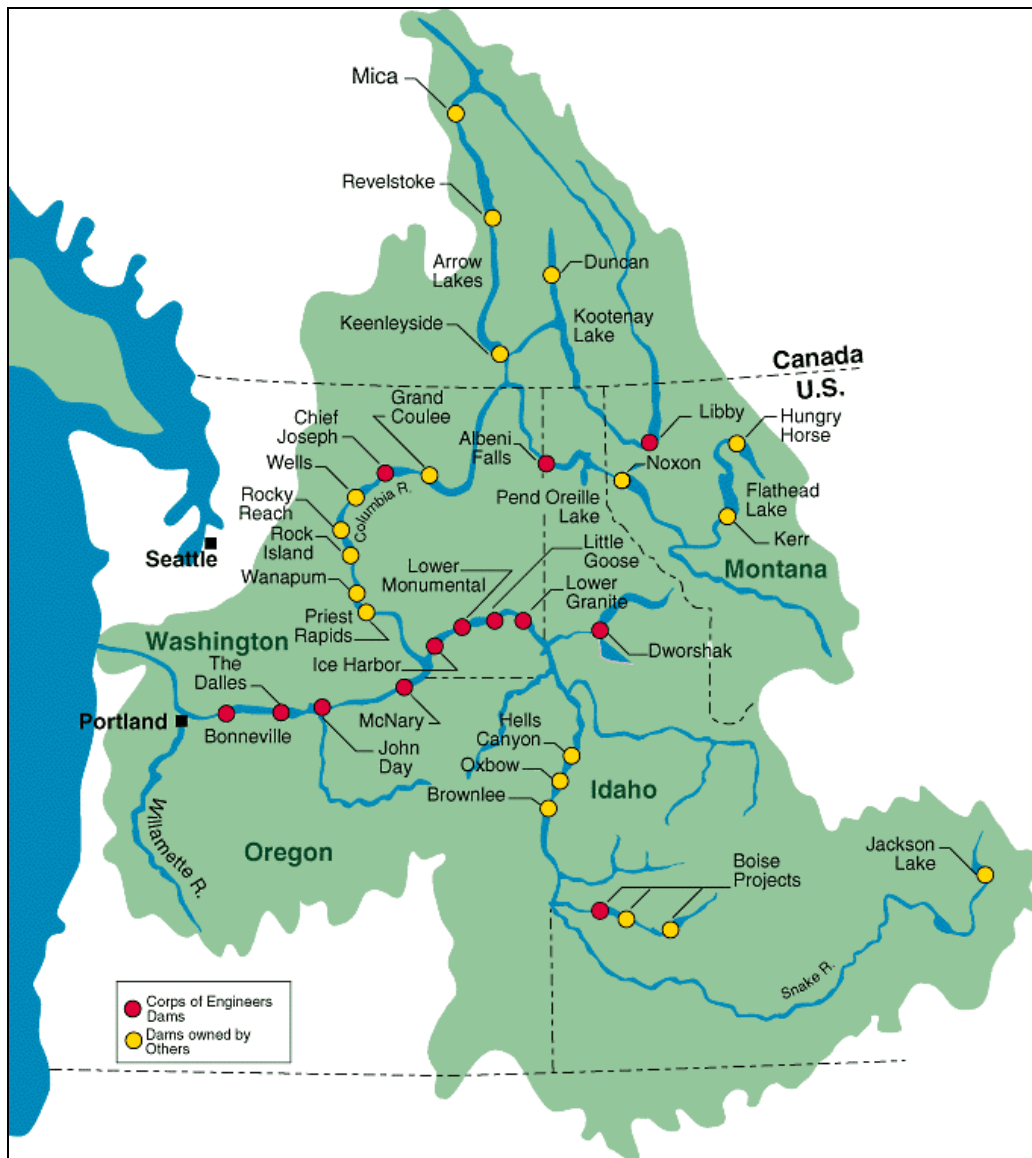 Mica
Revelstoke
Arrow
Lakes
Duncan
Keenleyside
Kootenay
Lake
Canada
U.S.
Grand
Coulee
Chief
Joseph
Libby
Hungry
Horse
Albeni
Falls
Wells
Noxon
Columbia R.
Rocky
Reach
Pend Oreille
Lake
Flathead
Lake
Rock
Island
Kerr
Seattle
Little
Goose
Lower
Monumental
Montana
Wanapum
Lower
Granite
Priest
Rapids
Washington
Ice Harbor
Dworshak
The
Dalles
Portland
Bonneville
McNary
John
Day
Hells
Canyon
Oxbow
Brownlee
Idaho
Willamette R.
Oregon
Boise
Projects
Jackson
Lake
Snake R.
Corps of Engineers
Dams
Dams owned by
Others